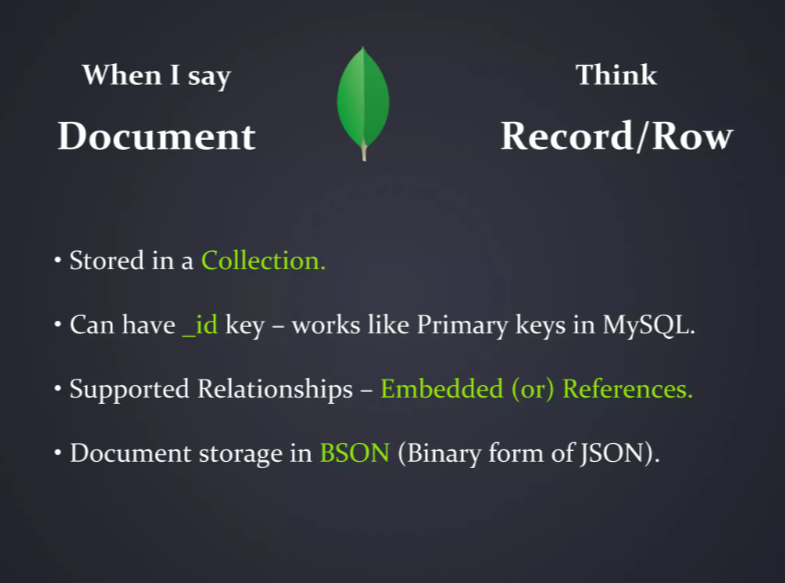 When I say
Think
Document
Record/Row
• Stored in a Collection.
• Can have _id key – works like Primary keys in MySQL.
• Supported Relationships – Embedded (or) References.
• Document storage in BSON (Binary form of JSON).